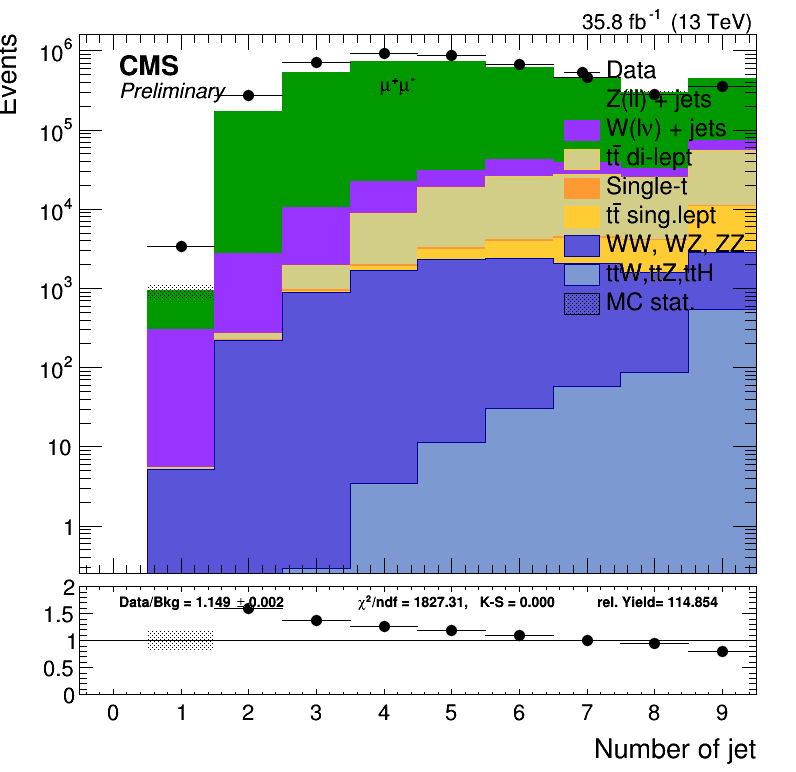 35.8 fb⁻¹ (13 TeV)
Events
CMS
Preliminary
μ⁺μ⁻
Data
Z(ll) + jets
W(lν) + jets
tt̄ di-lept
Single-t
tt̄ sing.lept
WW, WZ, ZZ
ttW,ttZ,ttH
MC stat.
10⁶
10⁵
10⁴
10³
10²
10
1
Data/Bkg = 1.149 ± 0.002 χ²/ndf = 1827.31, K-S = 0.000 rel. Yield= 114.854
2
1.5
1
0.5
0
0 1 2 3 4 5 6 7 8 9
Number of jet